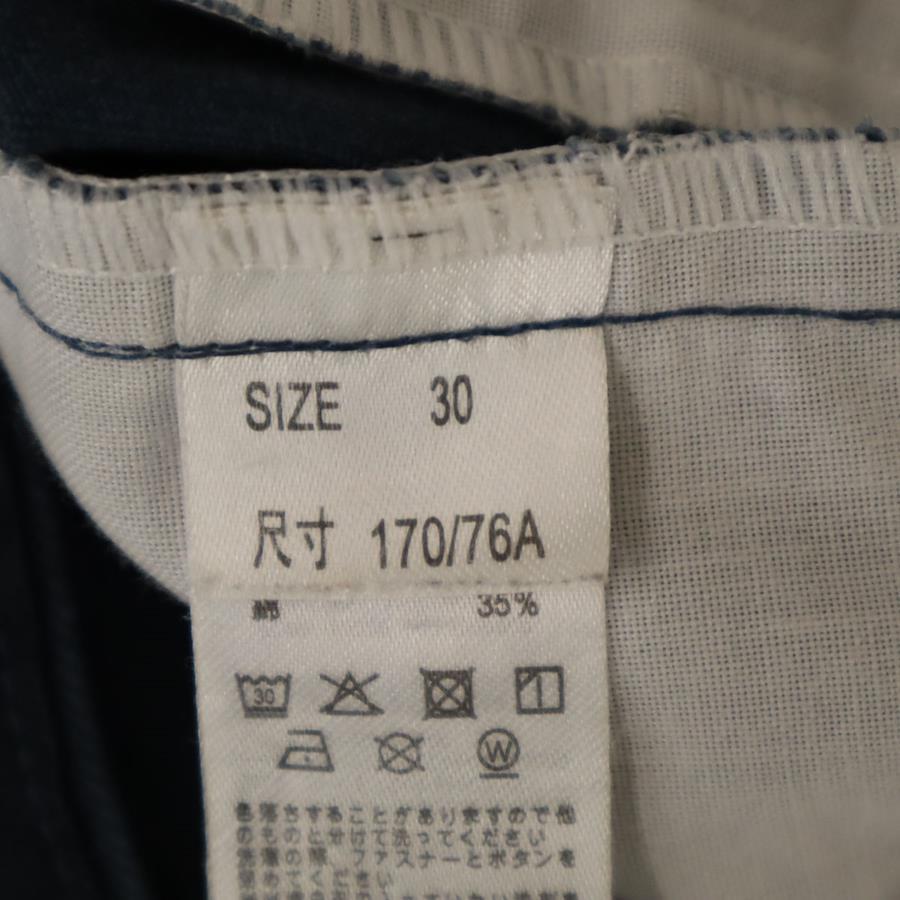 SIZE 30
尺寸 170/76A
綿 35%
30
W
色落ちすることがありますので他
のものと分けて洗ってください
洗濯の際、ファスナーとボタンを